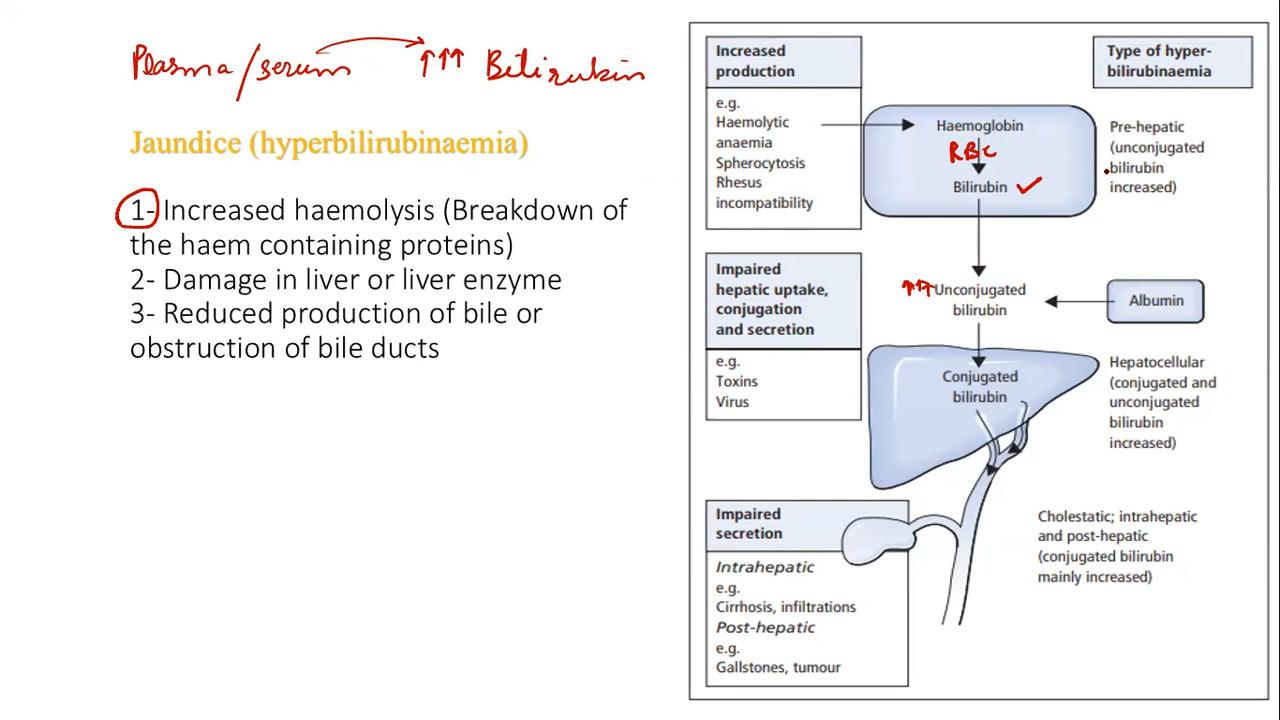 Plasma/serum ↑↑↑ Bilirubin
Jaundice (hyperbilirubinaemia)
1- Increased haemolysis (Breakdown of
the haem containing proteins)
2- Damage in liver or liver enzyme
3- Reduced production of bile or
obstruction of bile ducts
Increased
production
e.g.
Haemolytic
anaemia
Spherocytosis
Rhesus
incompatibility
Haemoglobin
RBC
Bilirubin ✓
Type of hyper-
bilirubinaemia
Pre-hepatic
(unconjugated
bilirubin
increased)
Impaired
hepatic uptake,
conjugation
and secretion
e.g.
Toxins
Virus
↑↑ Unconjugated
bilirubin
Albumin
Conjugated
bilirubin
Hepatocellular
(conjugated and
unconjugated
bilirubin
increased)
Impaired
secretion
Intrahepatic
e.g.
Cirrhosis, infiltrations
Post-hepatic
e.g.
Gallstones, tumour
Cholestatic; intrahepatic
and post-hepatic
(conjugated bilirubin
mainly increased)